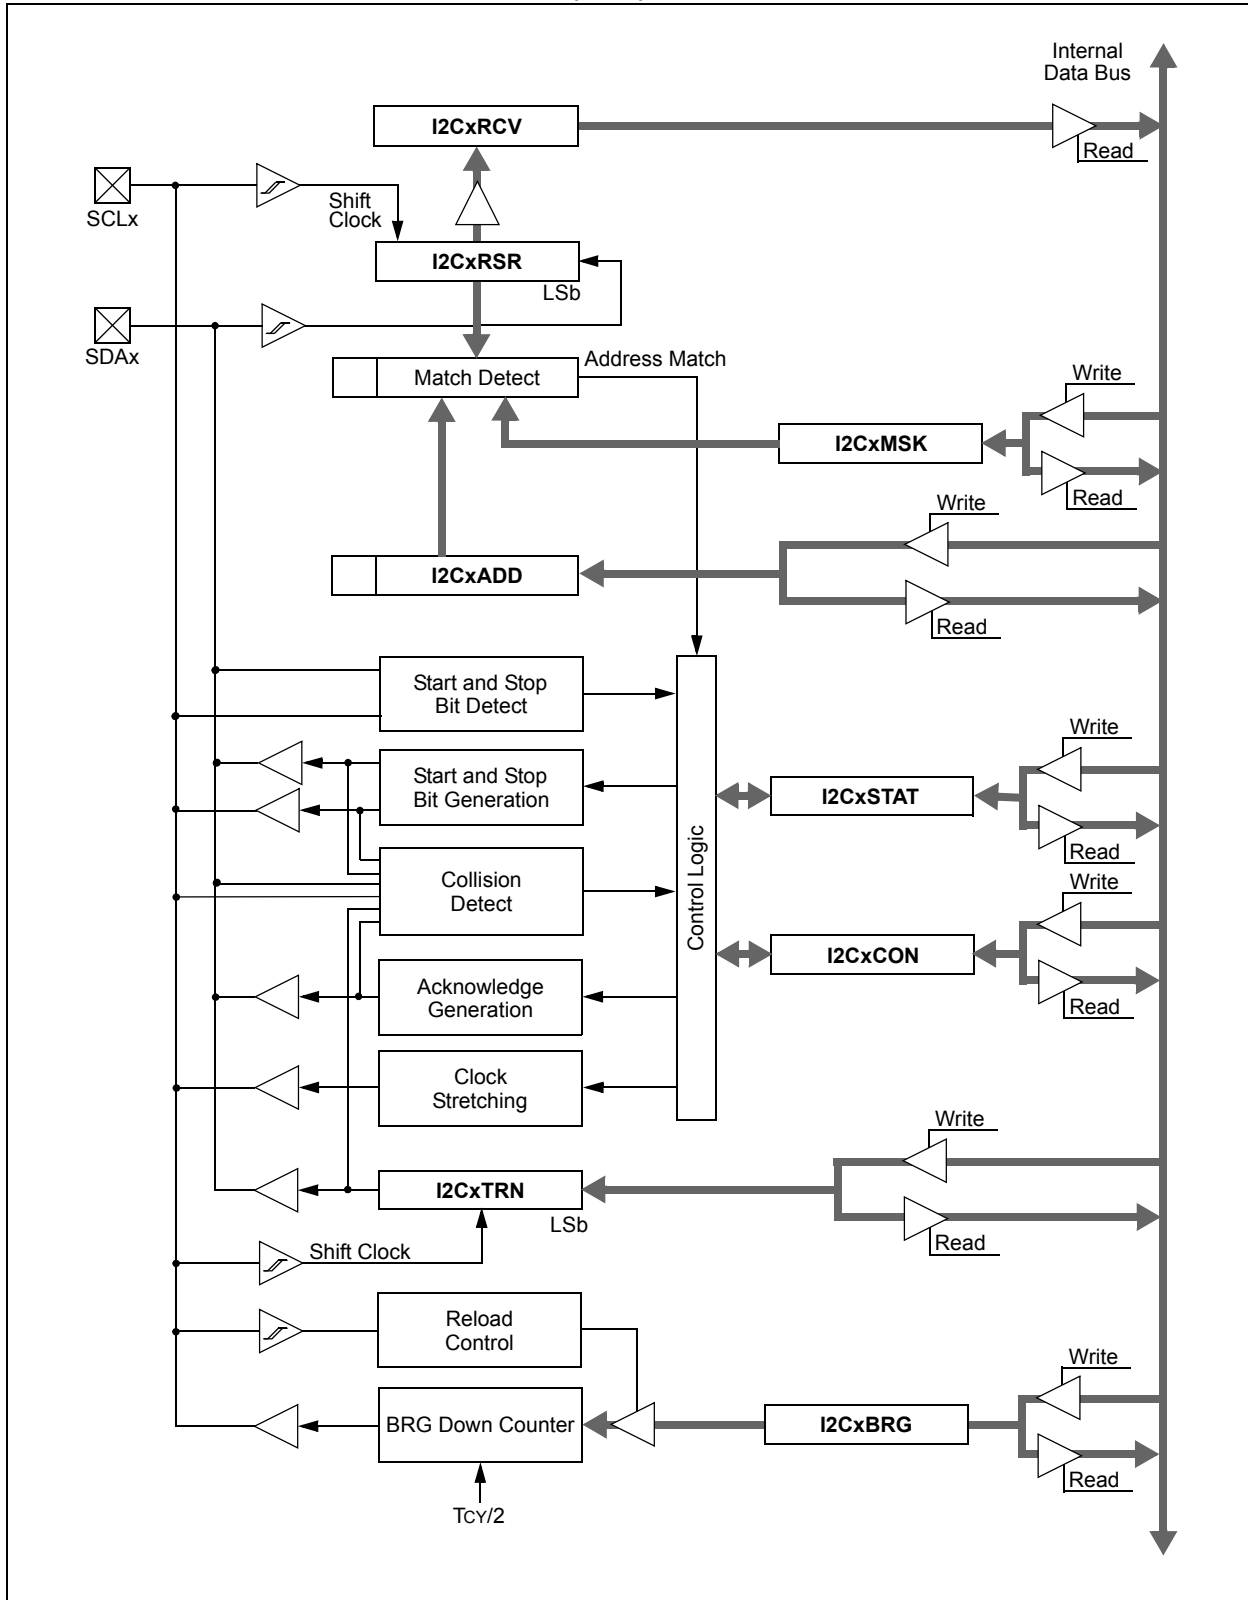 Internal
Data Bus
I2CxRCV
Read
SCLx
Shift
Clock
I2CxRSR
LSb
SDAx
Match Detect
Address Match
Write
I2CxMSK
Read
Write
I2CxADD
Read
Start and Stop
Bit Detect
Write
Start and Stop
Bit Generation
I2CxSTAT
Read
Control Logic
Collision
Detect
Write
I2CxCON
Read
Acknowledge
Generation
Clock
Stretching
Write
I2CxTRN
LSb
Read
Shift Clock
Reload
Control
Write
BRG Down Counter
I2CxBRG
Read
TCY/2